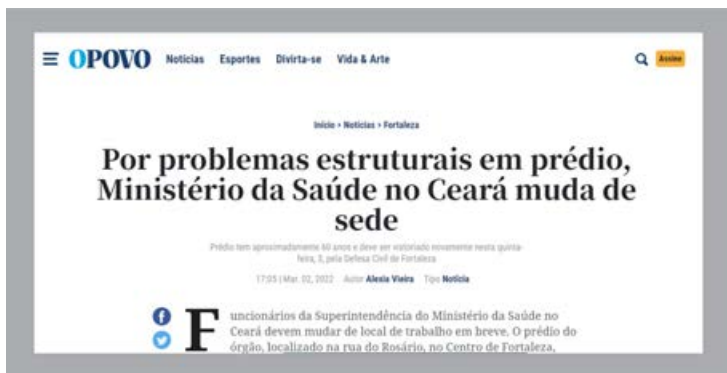 OPOVO Notícias Esportes Divirta-se Vida & Arte Assine
Início > Notícias > Fortaleza
Por problemas estruturais em prédio,
Ministério da Saúde no Ceará muda de
sede
Prédio tem aproximadamente 60 anos e deve ser vistoriado novamente nesta quinta-
feira, 3, pela Defesa Civil de Fortaleza
17:05 | Mar. 02, 2022 Autor Alexia Vieira Tipo Notícia
Funcionários da Superintendência do Ministério da Saúde no
Ceará devem mudar de local de trabalho em breve. O prédio do
órgão, localizado na rua do Rosário, no Centro de Fortaleza,